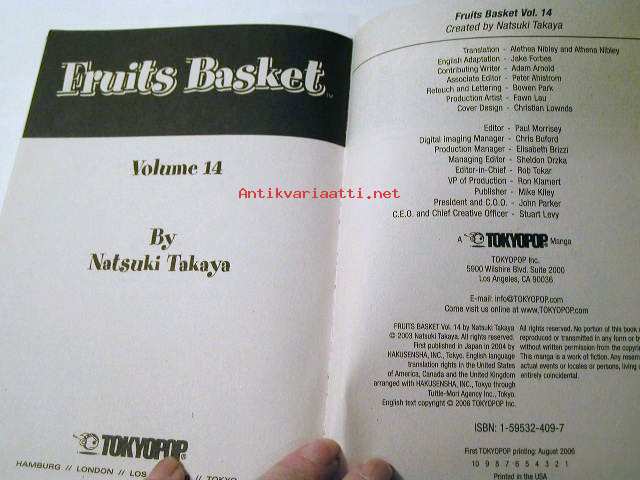 Fruits Basket
Volume 14
By
Natsuki Takaya
TOKYOPOP
HAMBURG // LONDON // LOS // TOKYO
Antikvariaatti.net
Fruits Basket Vol. 14
Created by Natsuki Takaya
Translation - Alethea Nibley and Athena Nibley
English Adaptation - Jake Forbes
Contributing Writer - Adam Arnold
Associate Editor - Peter Ahlstrom
Retouch and Lettering - Bowen Park
Production Artist - Fawn Lau
Cover Design - Christian Lownds
Editor - Paul Morrisey
Digital Imaging Manager - Chris Buford
Production Manager - Elisabeth Brizzi
Managing Editor - Sheldon Drzka
Editor-in-Chief - Rob Tokar
VP of Production - Ron Klamert
Publisher - Mike Kiley
President and C.O.O. - John Parker
C.E.O. and Chief Creative Officer - Stuart Levy
A TOKYOPOP Manga
TOKYOPOP Inc.
5900 Wilshire Blvd. Suite 2000
Los Angeles, CA 90036
E-mail: info@TOKYOPOP.com
Come visit us online at www.TOKYOPOP.com
FRUITS BASKET Vol. 14 by Natsuki Takaya
© 2003 Natsuki Takaya. All rights reserved.
First published in Japan in 2004 by
HAKUSENSHA, INC., Tokyo. English language
translation rights in the United States
of America, Canada and the United Kingdom
arranged with HAKUSENSHA, INC., Tokyo through
Tuttle-Mori Agency Inc., Tokyo.
English text copyright © 2006 TOKYOPOP Inc.
All rights reserved. No portion of this book
reproduced or transmitted in any form or by
without written permission from the
This manga is a work of fiction. Any
actual events or locales or persons, living
entirely coincidental.
ISBN: 1-59532-409-7
First TOKYOPOP printing: August 2006
10 9 8 7 6 5 4 3 2 1
Printed in the USA